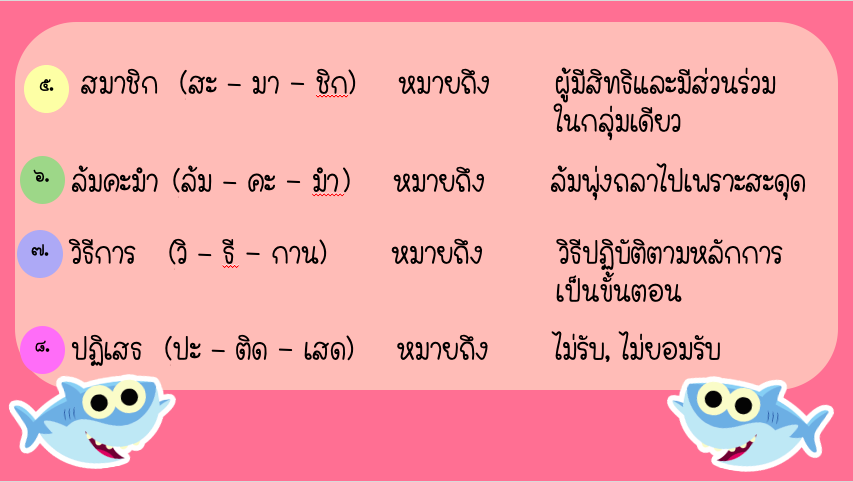 ๕. สมาชิก (สะ – มา – ชิก) หมายถึง ผู้มีสิทธิและมีส่วนร่วม
ในกลุ่มเดียว
๖. ล้มคะมำ (ล้ม – คะ – มำ) หมายถึง ล้มพุ่งถลาไปเพราะสะดุด
๗. วิธีการ (วิ – ธี – กาน) หมายถึง วิธีปฏิบัติตามหลักการ
เป็นขั้นตอน
๘. ปฏิเสธ (ปะ – ติด – เสด) หมายถึง ไม่รับ, ไม่ยอมรับ